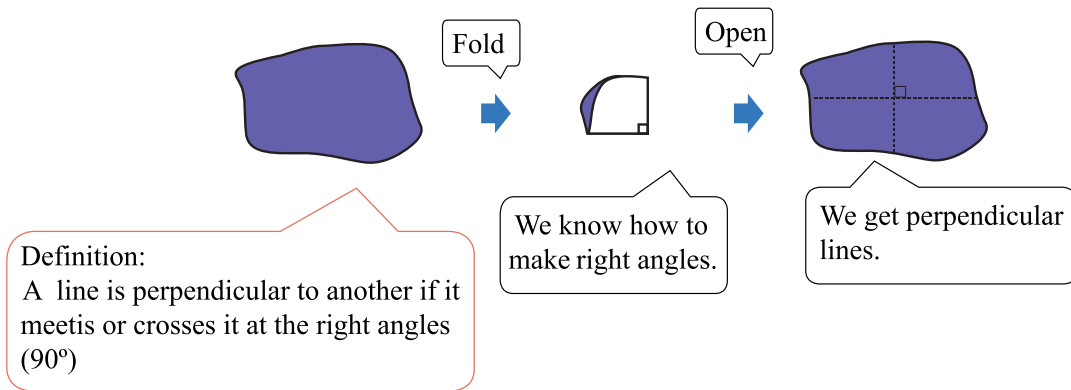 Fold
Open
Definition:
A line is perpendicular to another if it
meetis or crosses it at the right angles
(90º)
We know how to
make right angles.
We get perpendicular
lines.